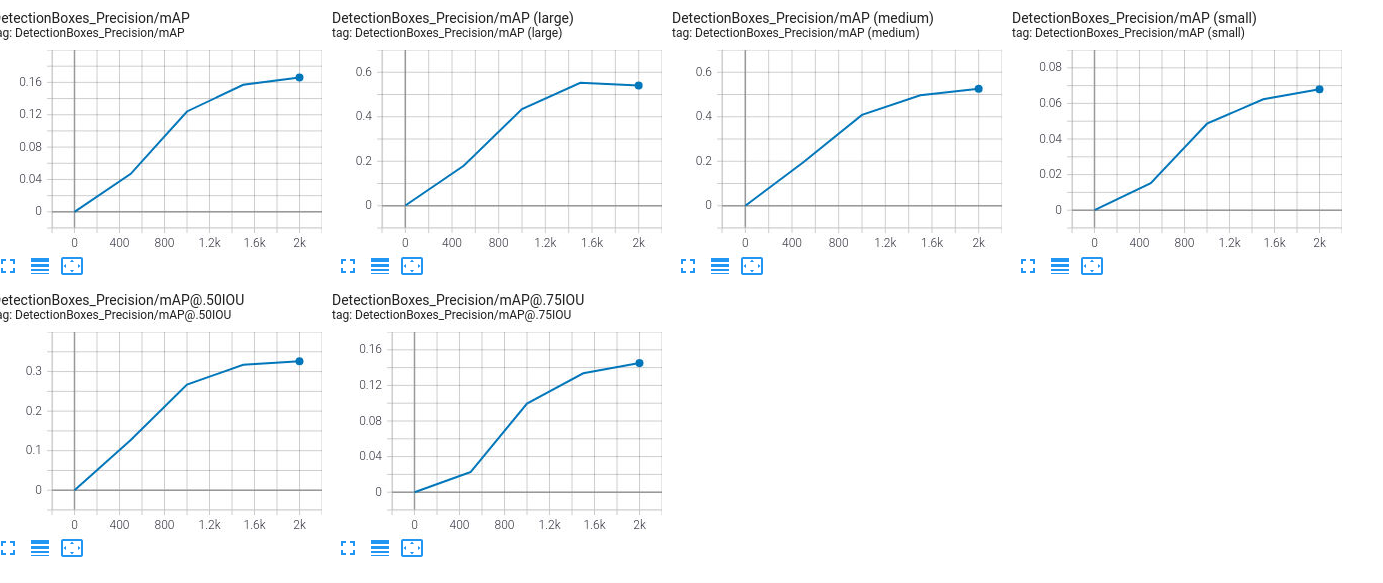 etectionBoxes_Precision/mAP
ag: DetectionBoxes_Precision/mAP
0.16
0.12
0.08
0.04
0
0 400 800 1.2k 1.6k 2k
DetectionBoxes_Precision/mAP (large)
tag: DetectionBoxes_Precision/mAP (large)
0.6
0.4
0.2
0
0 400 800 1.2k 1.6k 2k
DetectionBoxes_Precision/mAP (medium)
tag: DetectionBoxes_Precision/mAP (medium)
0.6
0.4
0.2
0
0 400 800 1.2k 1.6k 2k
DetectionBoxes_Precision/mAP (small)
tag: DetectionBoxes_Precision/mAP (small)
0.08
0.06
0.04
0.02
0
0 400 800 1.2k 1.6k 2k
etectionBoxes_Precision/mAP@.50IOU
ag: DetectionBoxes_Precision/mAP@.50IOU
0.3
0.2
0.1
0
0 400 800 1.2k 1.6k 2k
DetectionBoxes_Precision/mAP@.75IOU
tag: DetectionBoxes_Precision/mAP@.75IOU
0.16
0.12
0.08
0.04
0
0 400 800 1.2k 1.6k 2k